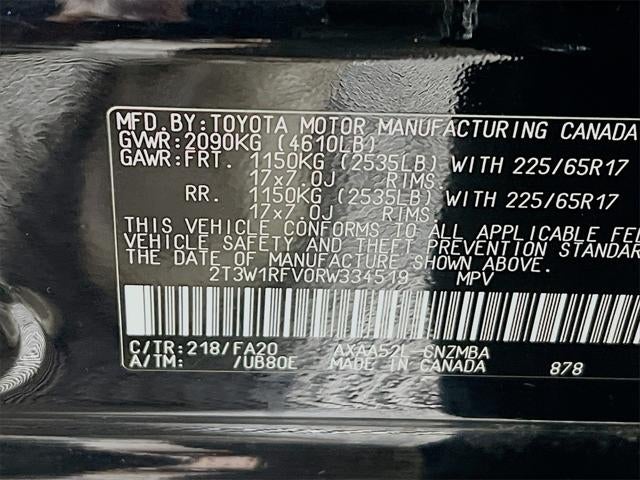 MFD.BY:TOYOTA MOTOR MANUFACTURING CANADA
GVWR:2090KG (4610LB)
GAWR:FRT. 1150KG (2535LB) WITH 225/65R17
17x7.0J RIMS.
RR. 1150KG (2535LB) WITH 225/65R17
17x7.0J RIMS.
THIS VEHICLE CONFORMS TO ALL APPLICABLE FE
VEHICLE SAFETY AND THEFT PREVENTION STANDAR
THE DATE OF MANUFACTURE SHOWN ABOVE.
2T3W1RFV0RW334519 MPV
C/TR:218/FA20 AXAA52L GNZMBA
A/TM: /UB80E MADE IN CANADA 878